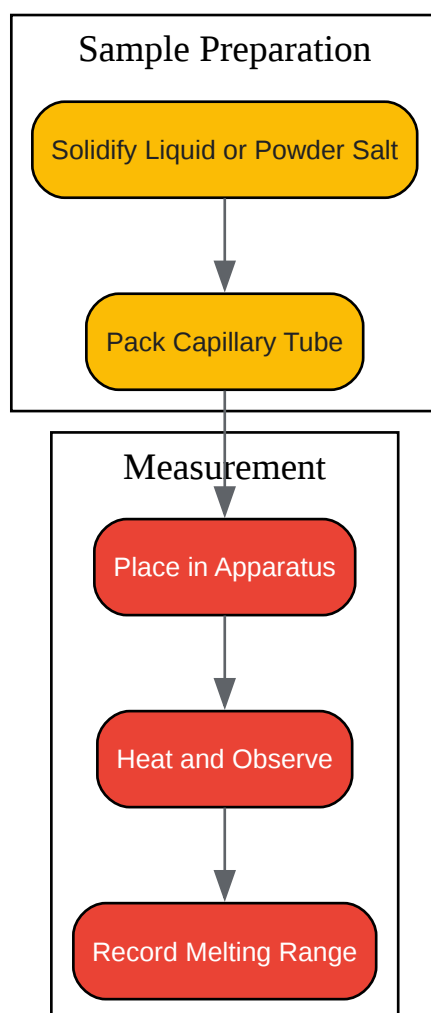 Sample Preparation
Solidify Liquid or Powder Salt
Pack Capillary Tube
Measurement
Place in Apparatus
Heat and Observe
Record Melting Range